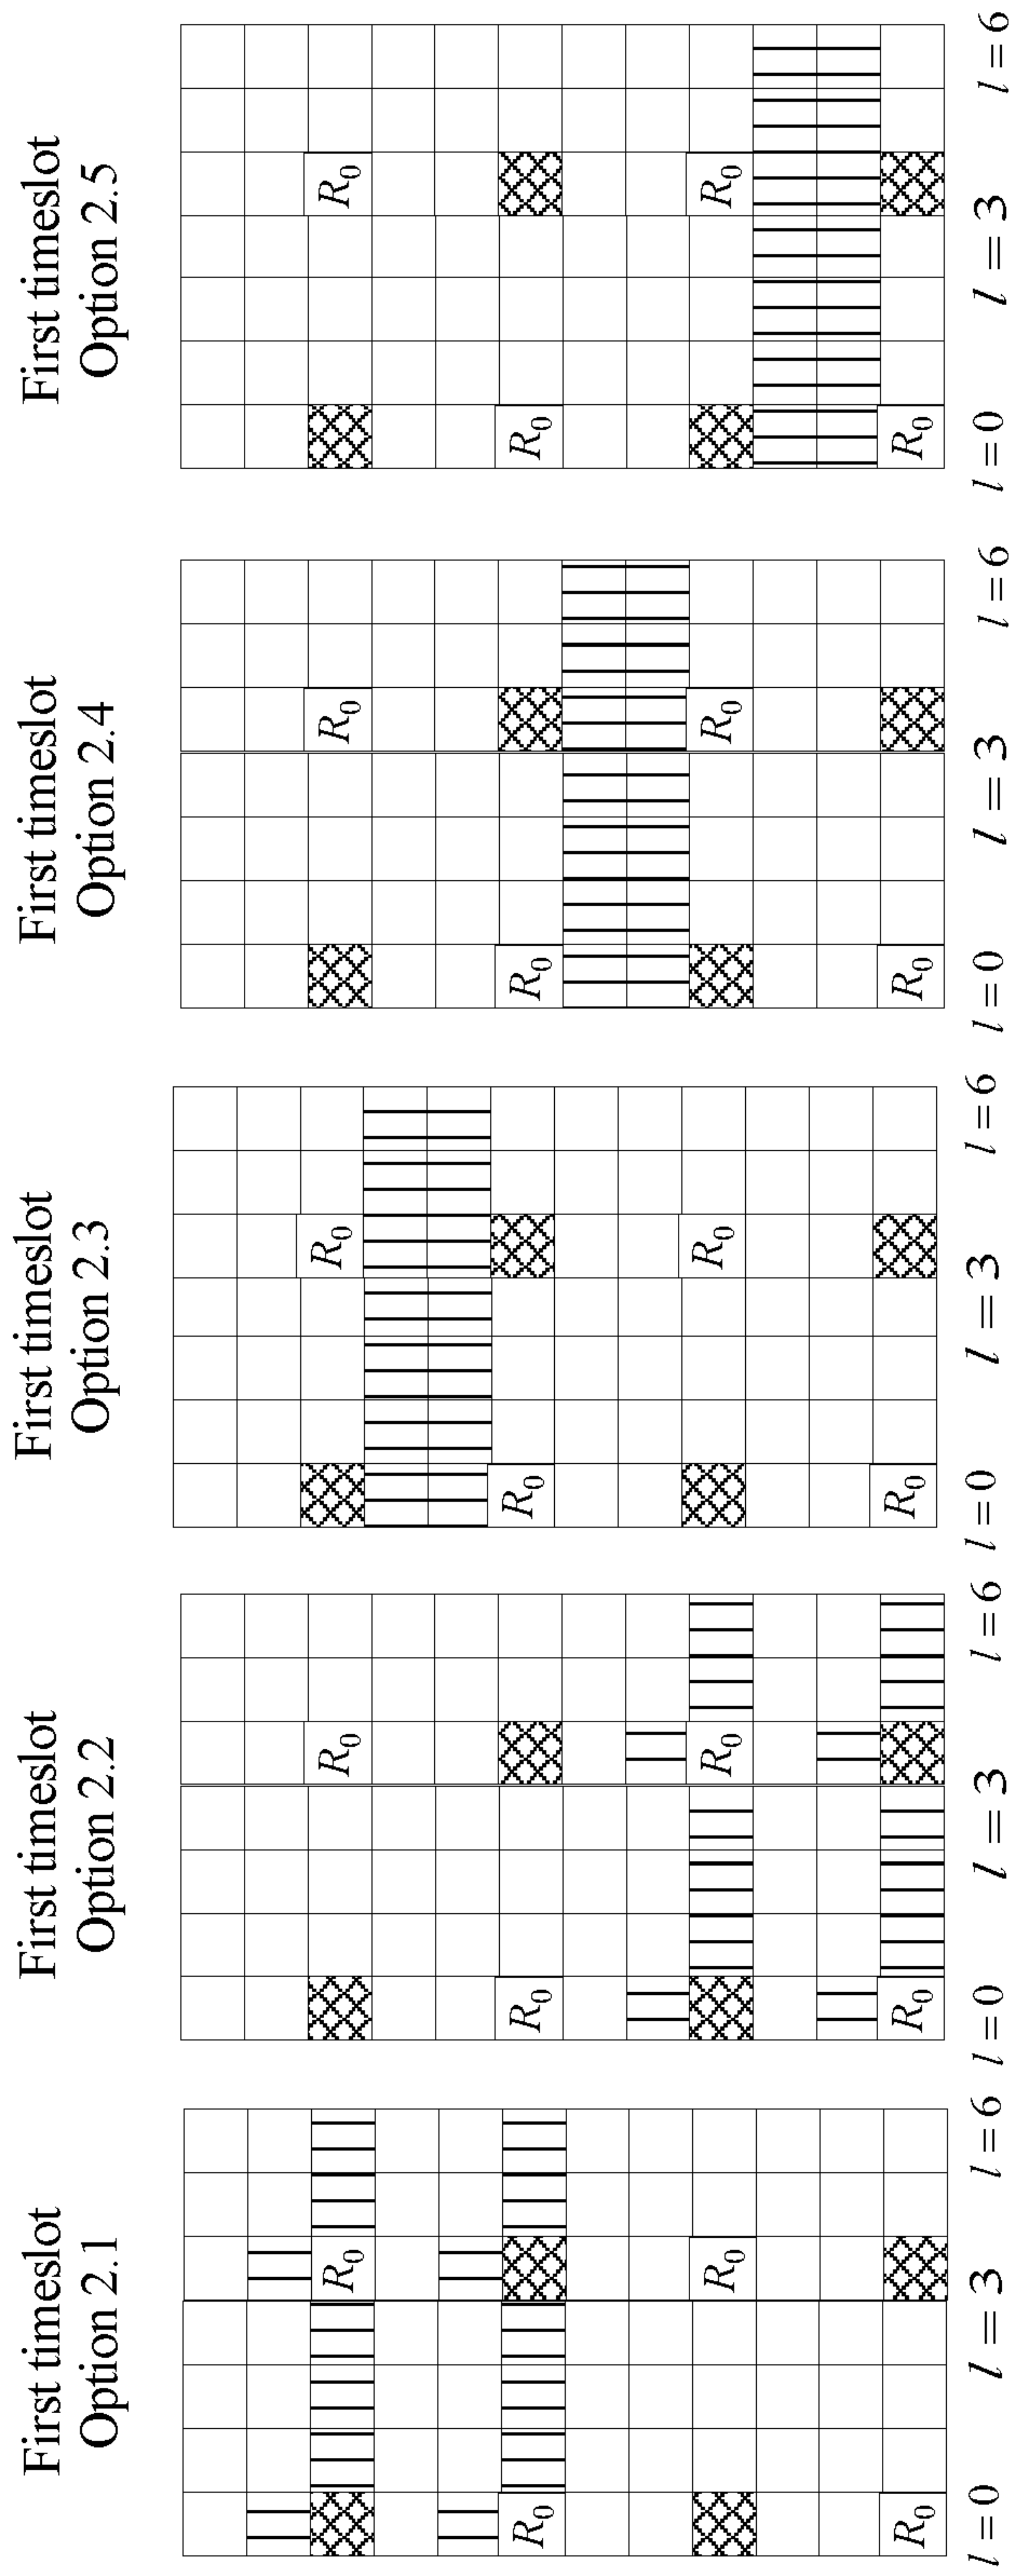 First timeslot
Option 2.1
R₀
R₀
R₀
R₀
l = 0
l = 3
l = 6
First timeslot
Option 2.2
R₀
R₀
R₀
R₀
l = 0
l = 3
l = 6
First timeslot
Option 2.3
R₀
R₀
R₀
R₀
l = 0
l = 3
l = 6
First timeslot
Option 2.4
R₀
R₀
R₀
R₀
l = 0
l = 3
l = 6
First timeslot
Option 2.5
R₀
R₀
R₀
R₀
l = 0
l = 3
l = 6